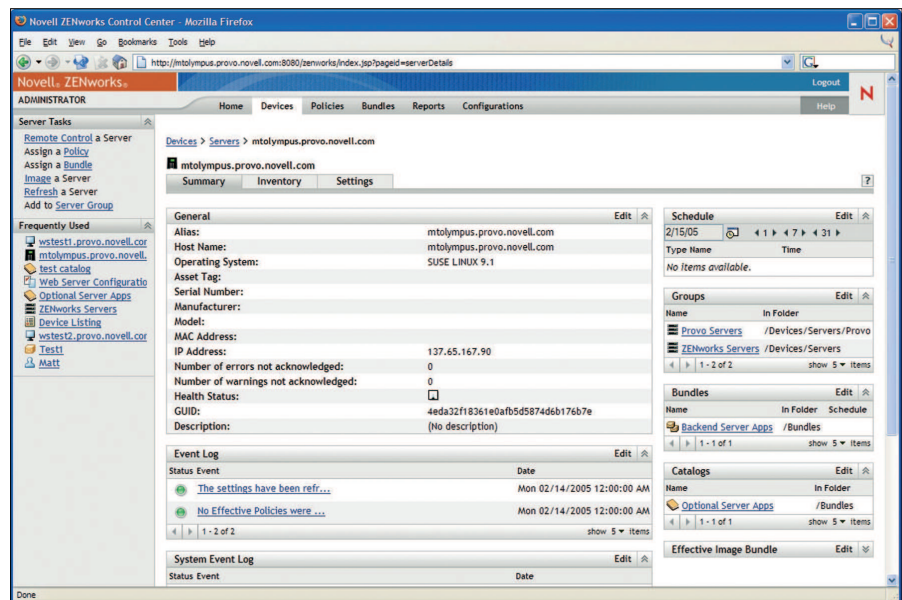 Novell ZENworks Control Center - Mozilla Firefox
File Edit View Go Bookmarks Tools Help
http://mtolympus.provo.novell.com:8080/zenworks/index.jsp?pageid=serverDetails
G
Novell® ZENworks®
Logout
N
ADMINISTRATOR
Home Devices Policies Bundles Reports Configurations
Help
Server Tasks
Remote Control a Server
Assign a Policy
Assign a Bundle
Image a Server
Refresh a Server
Add to Server Group
Frequently Used
wstest1.provo.novell.cor
mtolympus.provo.novell.
test catalog
Web Server Configuratio
Optional Server Apps
ZENworks Servers
Device Listing
wstest2.provo.novell.cor
Test1
Matt
Devices > Servers > mtolympus.provo.novell.com
mtolympus.provo.novell.com
Summary Inventory Settings
?
General Edit
Alias: mtolympus.provo.novell.com
Host Name: mtolympus.provo.novell.com
Operating System: SUSE LINUX 9.1
Asset Tag:
Serial Number:
Manufacturer:
Model:
MAC Address:
IP Address: 137.65.167.90
Number of errors not acknowledged: 0
Number of warnings not acknowledged: 0
Health Status:
GUID: 4eda32f18361e0afb5d5874d6b176b7e
Description: (No description)
Event Log Edit
Status Event Date
The settings have been refr... Mon 02/14/2005 12:00:00 AM
No Effective Policies were ... Mon 02/14/2005 12:00:00 AM
1 - 2 of 2 show 5 items
System Event Log Edit
Status Event Date
Schedule Edit
2/15/05 1 7 31
Type Name Time
No items available.
Groups Edit
Name In Folder
Provo Servers /Devices/Servers/Provo
ZENworks Servers /Devices/Servers
1 - 2 of 2 show 5 items
Bundles Edit
Name In Folder Schedule
Backend Server Apps /Bundles
1 - 1 of 1 show 5 items
Catalogs Edit
Name In Folder
Optional Server Apps /Bundles
1 - 1 of 1 show 5 items
Effective Image Bundle Edit
Done